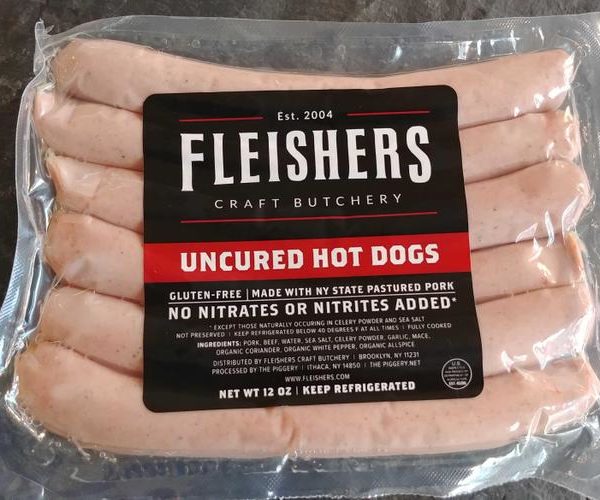 Est. 2004
FLEISHERS
CRAFT BUTCHERY
UNCURED HOT DOGS
GLUTEN-FREE | MADE WITH NY STATE PASTURED PORK
NO NITRATES OR NITRITES ADDED*
* EXCEPT THOSE NATURALLY OCCURING IN CELERY POWDER AND SEA SALT
NOT PRESERVED | KEEP REFRIGERATED BELOW 40 DEGREES F AT ALL TIMES | FULLY COOKED
INGREDIENTS: PORK, BEEF, WATER, SEA SALT, CELERY POWDER, GARLIC, MACE,
ORGANIC CORIANDER, ORGANIC WHITE PEPPER, ORGANIC ALLSPICE
DISTRIBUTED BY FLEISHERS CRAFT BUTCHERY | BROOKLYN, NY 11231
PROCESSED BY THE PIGGERY | ITHACA, NY 14850 | THE PIGGERY.NET
WWW.FLEISHERS.COM
NET WT 12 OZ | KEEP REFRIGERATED